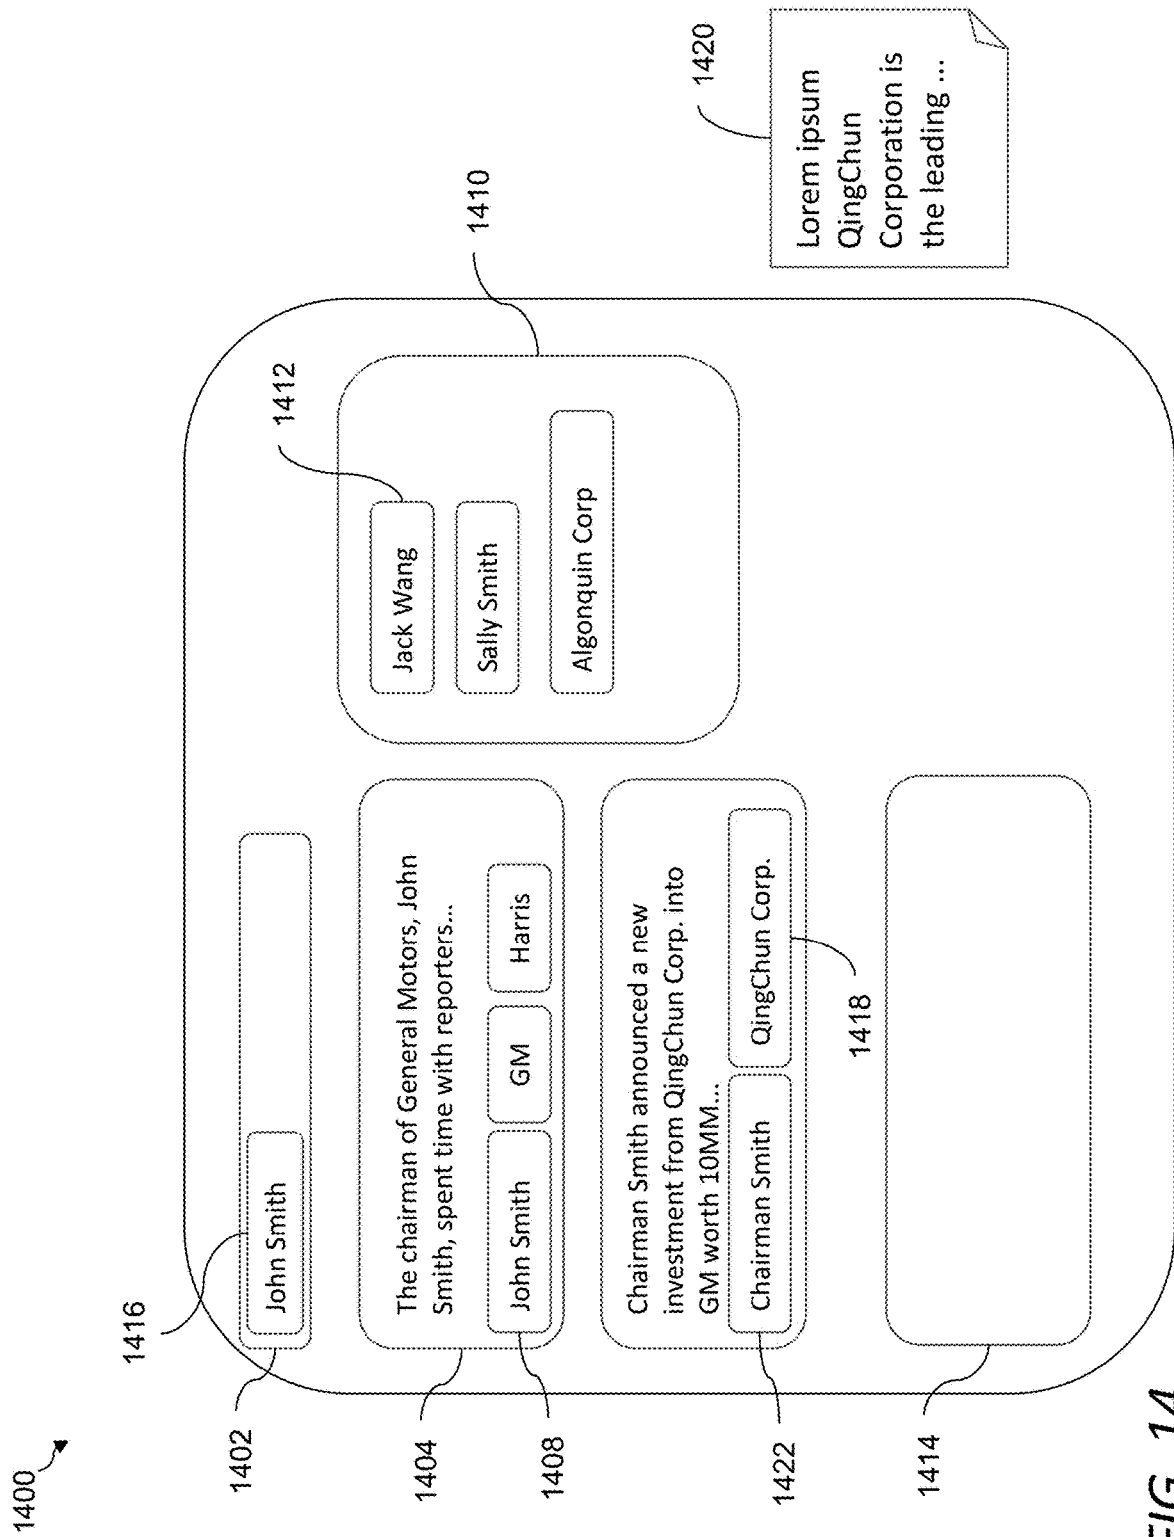 1400
1416
1402
John Smith
1412
1410
1404
The chairman of General Motors, John
Smith, spent time with reporters...
1408
John Smith
GM
Harris
Jack Wang
Sally Smith
Algonquin Corp
1420
Lorem ipsum
QingChun
Corporation is
the leading ...
Chairman Smith announced a new
investment from QingChun Corp. into
GM worth 10MM...
1422
Chairman Smith
QingChun Corp.
1418
1414
FIG. 14